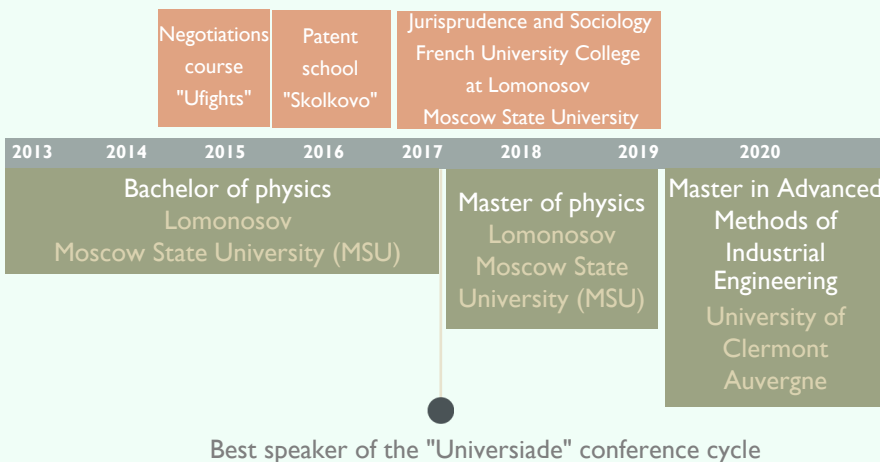 Negotiations
course
"Ufights"
Patent
school
"Skolkovo"
Jurisprudence and Sociology
French University College
at Lomonosov
Moscow State University
2013 2014 2015 2016 2017 2018 2019 2020
Bachelor of physics
Lomonosov
Moscow State University (MSU)
Master of physics
Lomonosov
Moscow State
University (MSU)
Master in Advanced
Methods of
Industrial
Engineering
University of
Clermont
Auvergne
Best speaker of the "Universiade" conference cycle